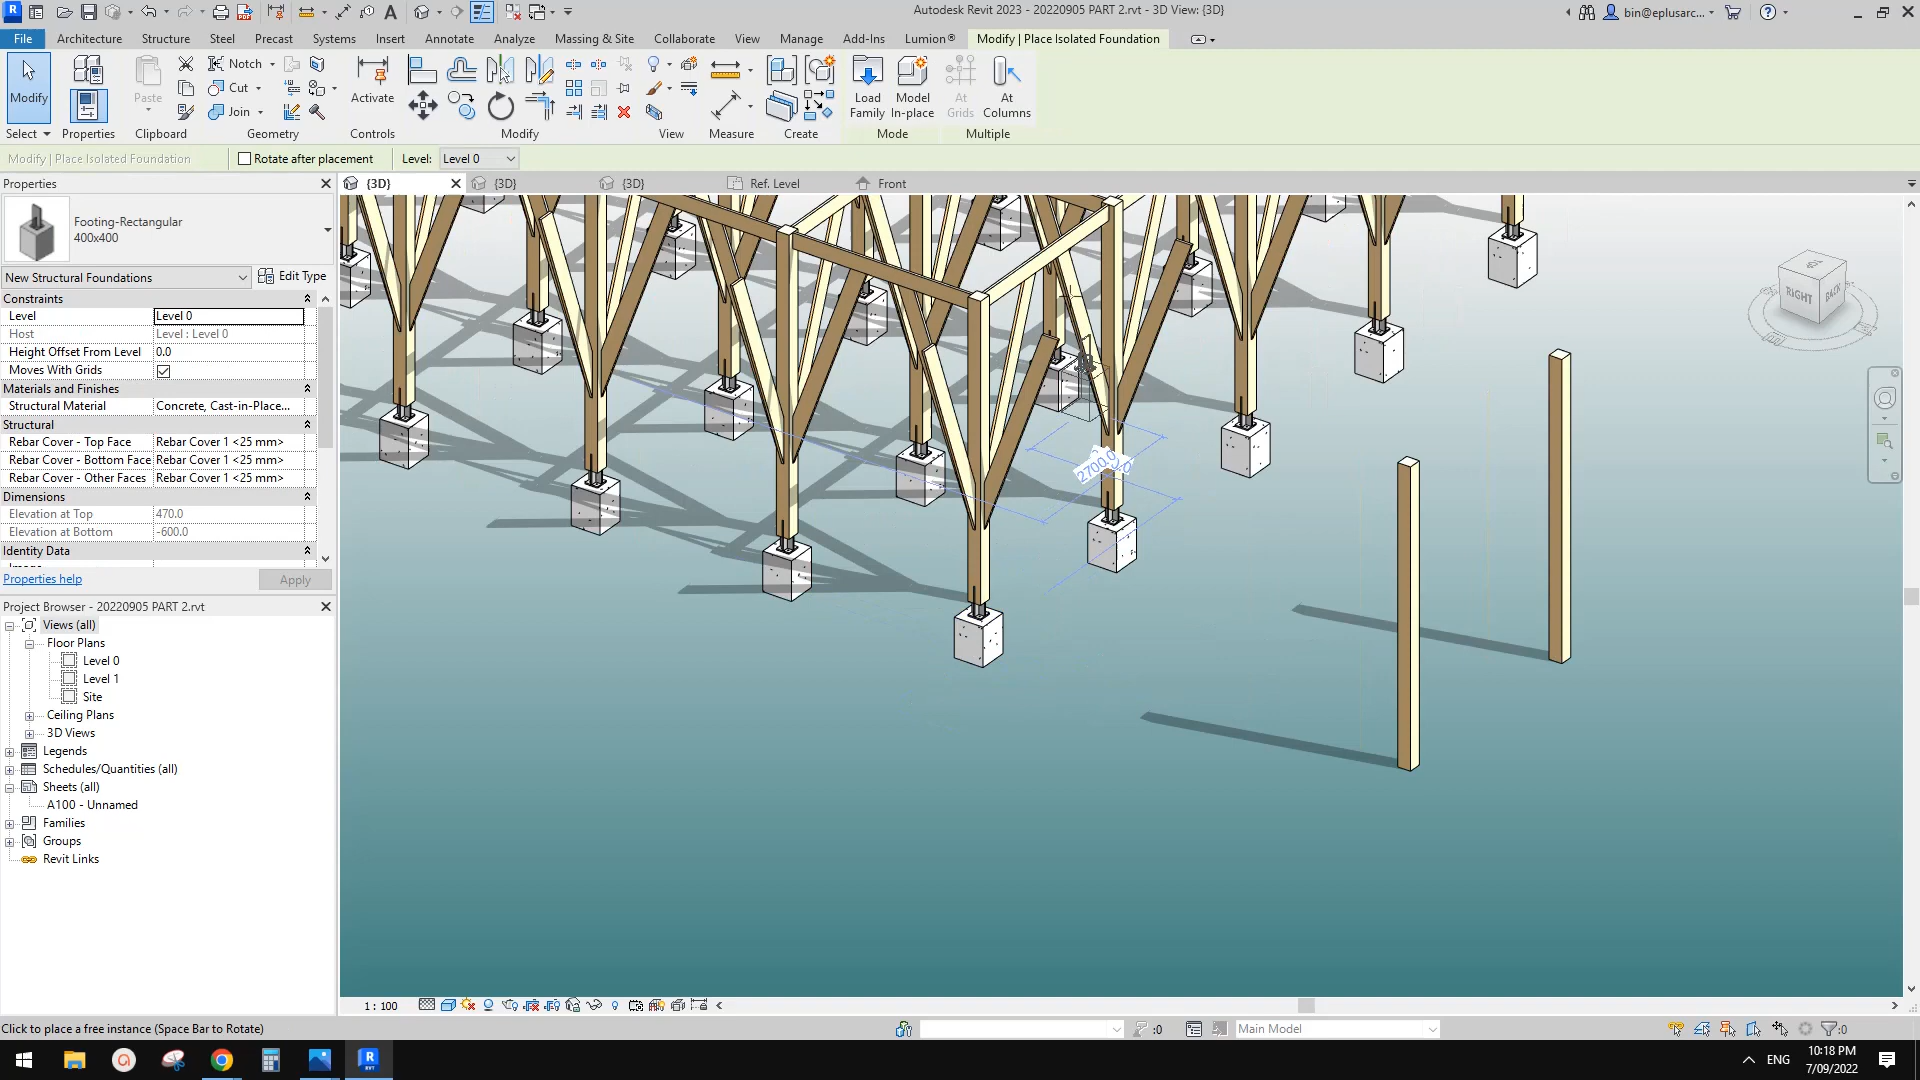 Autodesk Revit 2023 - 20220905 PART 2.rvt - 3D View: {3D}
bin@eplusarc...
File Architecture Structure Steel Precast Systems Insert Annotate Analyze Massing & Site Collaborate View Manage Add-Ins Lumion® Modify | Place Isolated Foundation
Modify
Paste
Notch
Cut
Join
Activate
Load Family
Model In-place
At Grids
At Columns
Select Properties Clipboard Geometry Controls Modify View Measure Create Mode Multiple
Modify | Place Isolated Foundation Rotate after placement Level: Level 0
Properties
{3D} {3D} {3D} Ref. Level Front
Footing-Rectangular
400x400
New Structural Foundations Edit Type
Constraints
Level Level 0
Host Level : Level 0
Height Offset From Level 0.0
Moves With Grids
Materials and Finishes
Structural Material Concrete, Cast-in-Place...
Structural
Rebar Cover - Top Face Rebar Cover 1 <25 mm>
Rebar Cover - Bottom Face Rebar Cover 1 <25 mm>
Rebar Cover - Other Faces Rebar Cover 1 <25 mm>
Dimensions
Elevation at Top 470.0
Elevation at Bottom -600.0
Identity Data
Properties help Apply
Project Browser - 20220905 PART 2.rvt
Views (all)
Floor Plans
Level 0
Level 1
Site
Ceiling Plans
3D Views
Legends
Schedules/Quantities (all)
Sheets (all)
A100 - Unnamed
Families
Groups
Revit Links
RIGHT
BACK
1 : 100
Click to place a free instance (Space Bar to Rotate)
:0
Main Model
:0
ENG
10:18 PM
7/09/2022